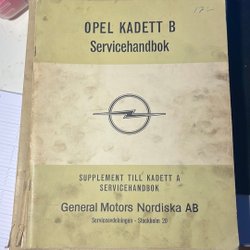 OPEL KADETT B
Servicehandbok
SUPPLEMENT TILL KADETT A
SERVICEHANDBOK
General Motors Nordiska AB
Serviceavdelningen - Stockholm 20